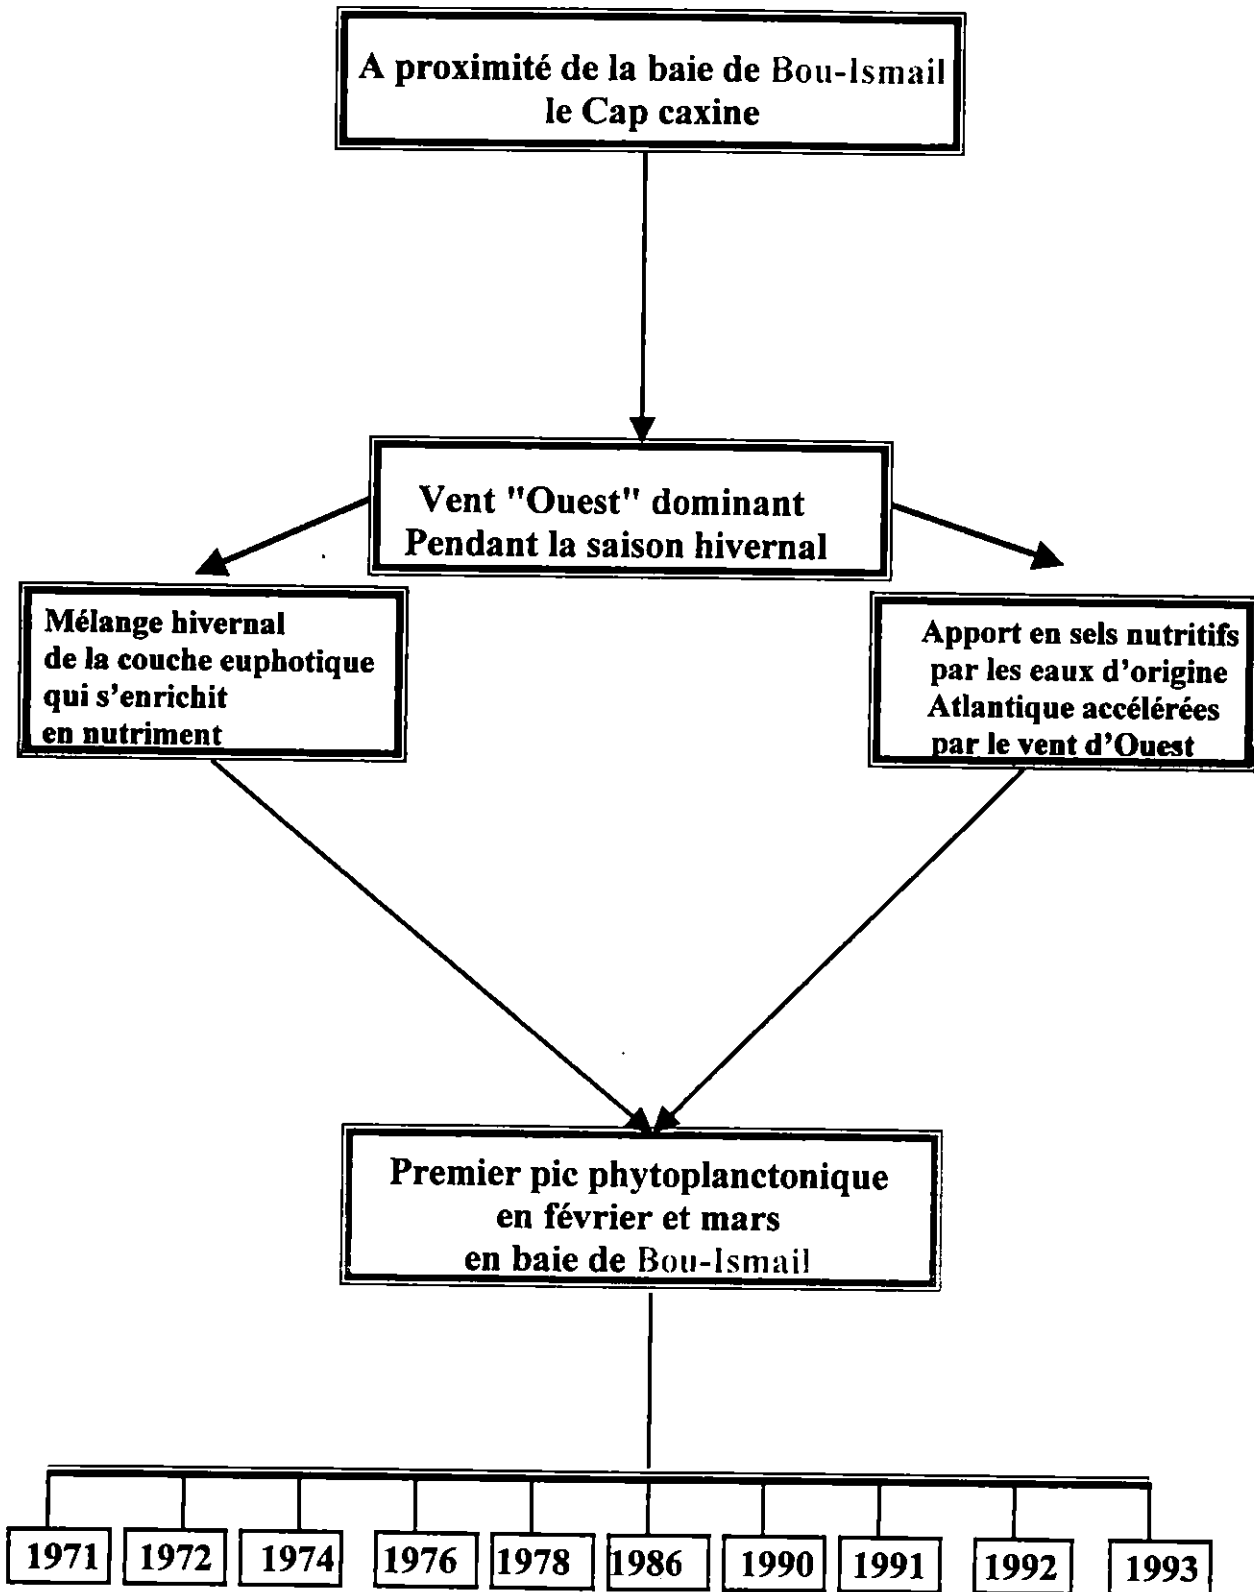 A proximité de la baie de Bou-Ismail
le Cap caxine
Vent "Ouest" dominant
Pendant la saison hivernal
Mélange hivernal
de la couche euphotique
qui s'enrichit
en nutriment
Apport en sels nutritifs
par les eaux d'origine
Atlantique accélérées
par le vent d'Ouest
Premier pic phytoplanctonique
en février et mars
en baie de Bou-Ismail
1971 1972 1974 1976 1978 1986 1990 1991 1992 1993